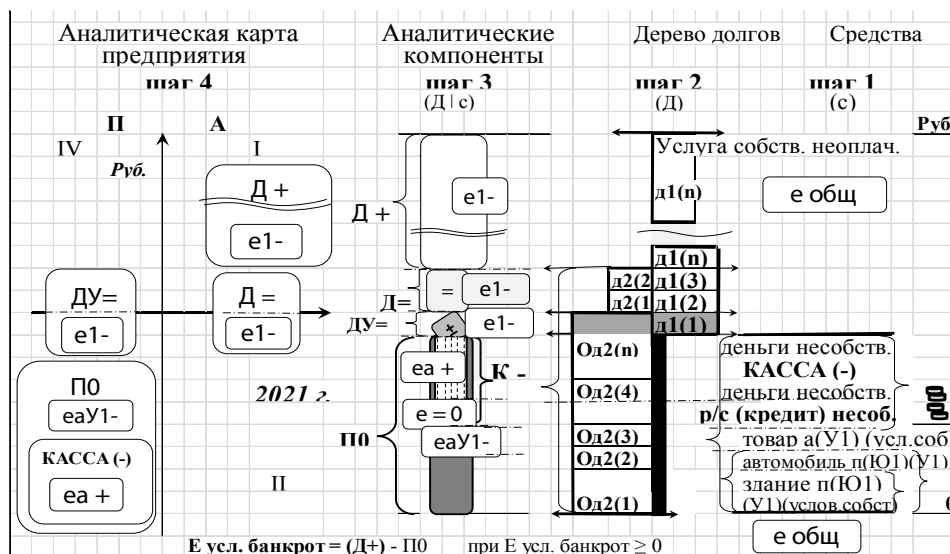 Аналитическая карта
предприятия
шаг 4
Аналитические
компоненты
шаг 3
(Д | с)
Дерево долгов
шаг 2
(Д)
Средства
шаг 1
(с)
П А
IV I
Руб.
Д +
е1-
ДУ=
е1-
Д =
е1-
П0
еаУ1-
КАССА (-)
еа +
2021 г.
II
Д +
е1-
Д=
= е1-
ДУ=
+ е1-
еа +
К -
е = 0
П0
еаУ1-
Услуга собств. неоплач.
д1(n)
д1(n)
д2(2 д1(3)
д2(1 д1(2)
д1(1)
Од2(n)
Од2(4)
Од2(3)
Од2(2)
Од2(1)
Руб
е общ
деньги несобств.
КАССА (-)
деньги несобств.
р/с (кредит) несоб.
товар а(У1) (усл.соб
автомобиль п(Ю1)(У1)
здание п(Ю1)
(У1)(услов.собст)
е общ
Е усл. банкрот = (Д+) - П0 при Е усл. банкрот ≥ 0